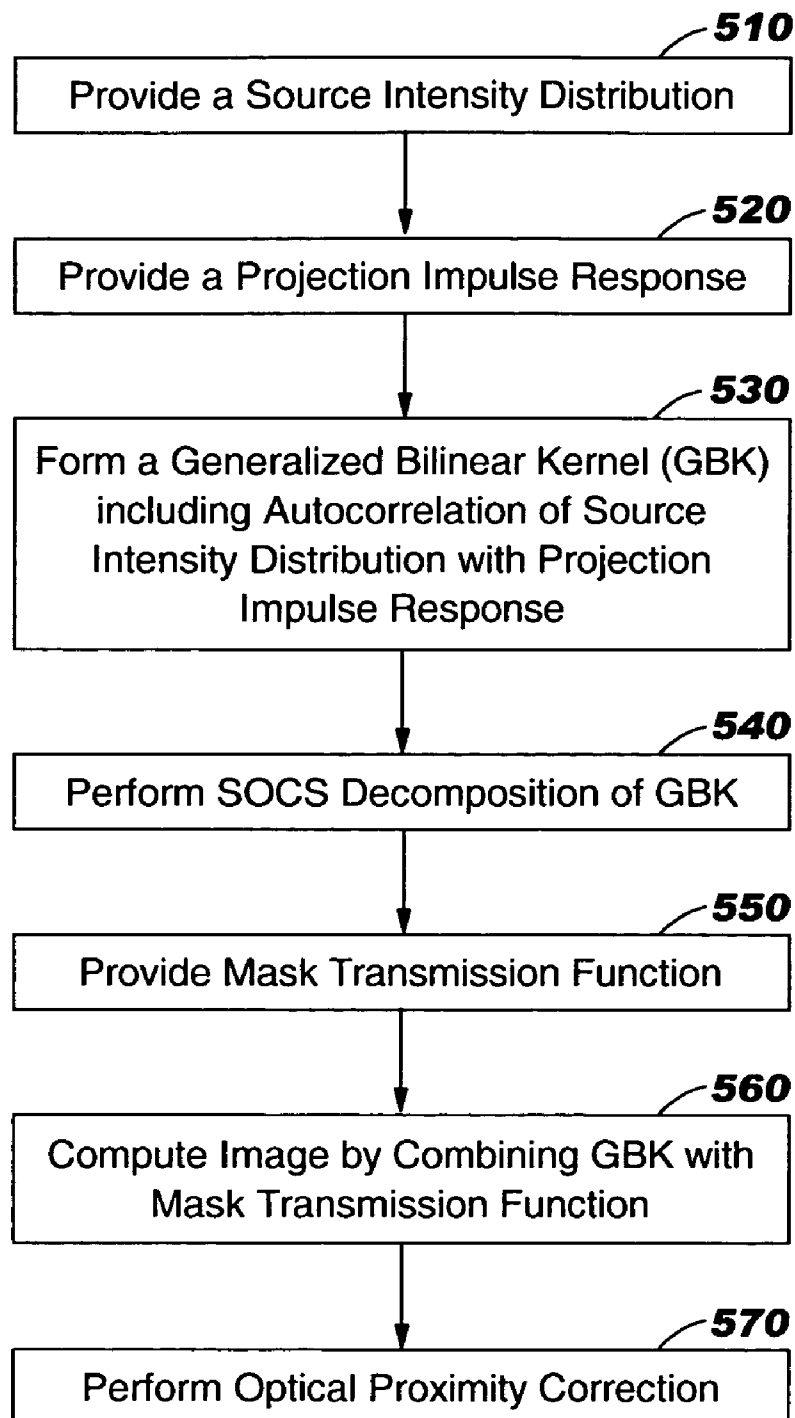 510
Provide a Source Intensity Distribution
520
Provide a Projection Impulse Response
530
Form a Generalized Bilinear Kernel (GBK)
including Autocorrelation of Source
Intensity Distribution with Projection
Impulse Response
540
Perform SOCS Decomposition of GBK
550
Provide Mask Transmission Function
560
Compute Image by Combining GBK with
Mask Transmission Function
570
Perform Optical Proximity Correction